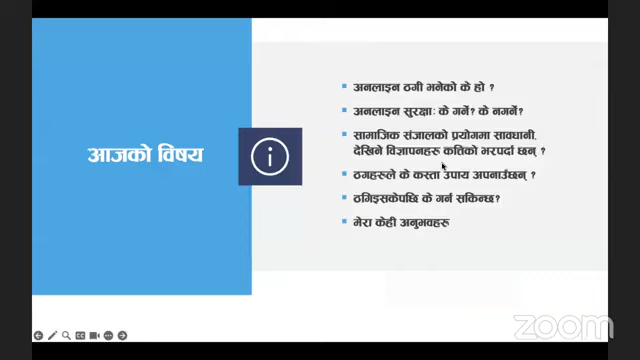 आजको विषय
अनलाइन ठगी भनेको के हो ?
अनलाइन सुरक्षाः के गर्ने? के नगर्ने?
सामाजिक संजालको प्रयोगमा सावधानी,
देखिने विज्ञापनहरू कत्तिको भरपर्दा छन् ?
ठगहरूले के कस्ता उपाय अपनाउँछन् ?
ठगिइसकेपछि के गर्न सकिन्छ?
मेरा केही अनुभवहरू
zoom